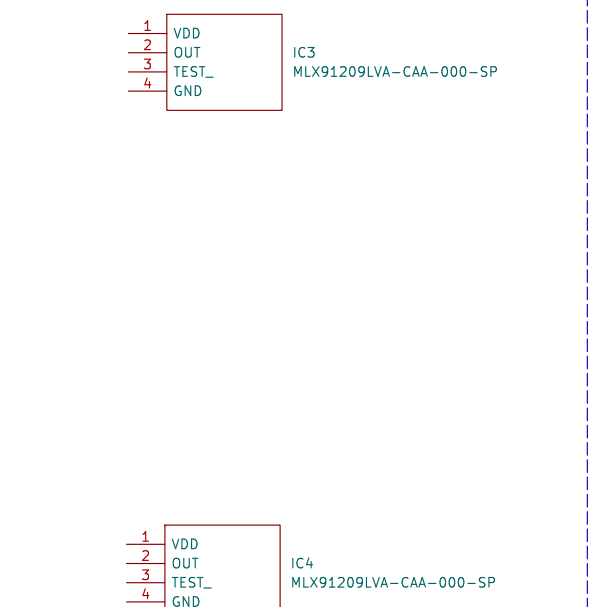 1 VDD
2 OUT IC3
3 TEST_ MLX91209LVA-CAA-000-SP
4 GND
1 VDD
2 OUT IC4
3 TEST_ MLX91209LVA-CAA-000-SP
4 GND